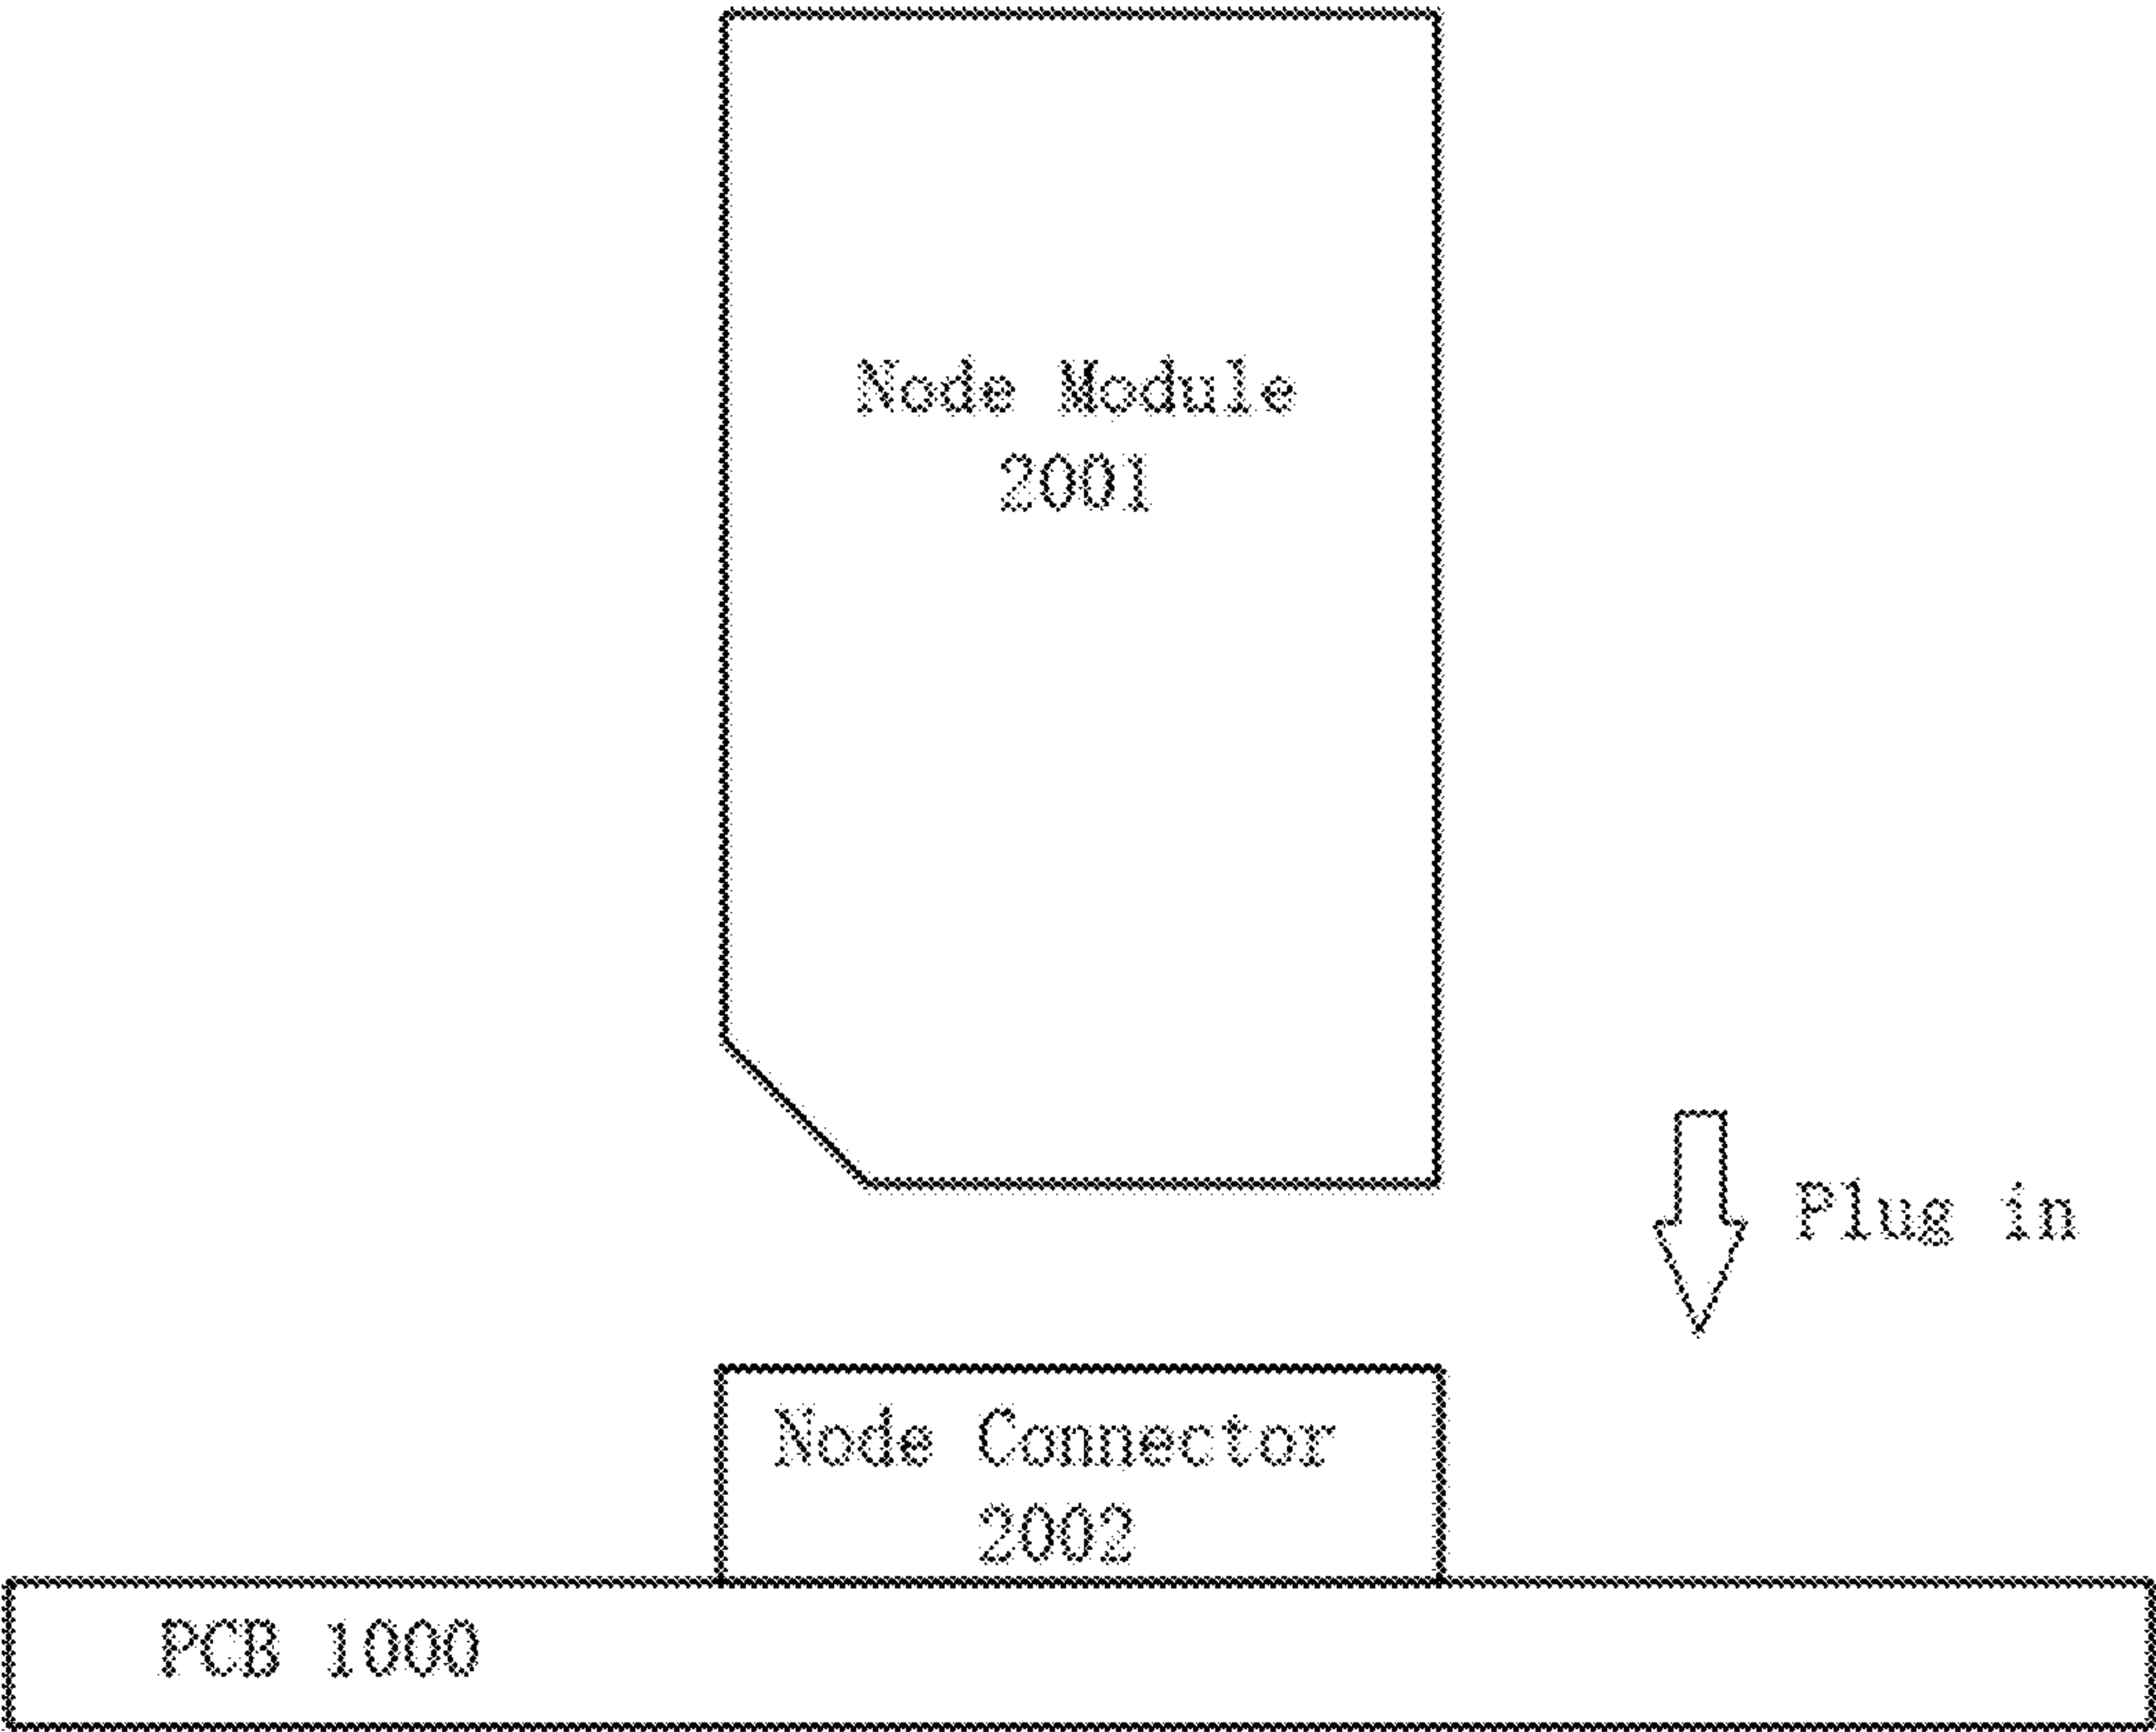 Node Module
2001
Plug in
Node Connector
2002
PCB 1000